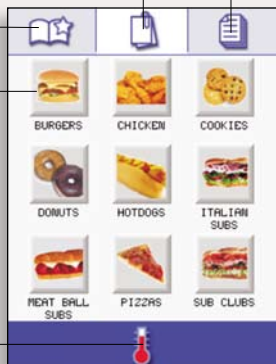 BURGERS
CHICKEN
COOKIES
DONUTS
HOTDOGS
ITALIAN
SUBS
MEAT BALL
SUBS
PIZZAS
SUB CLUBS